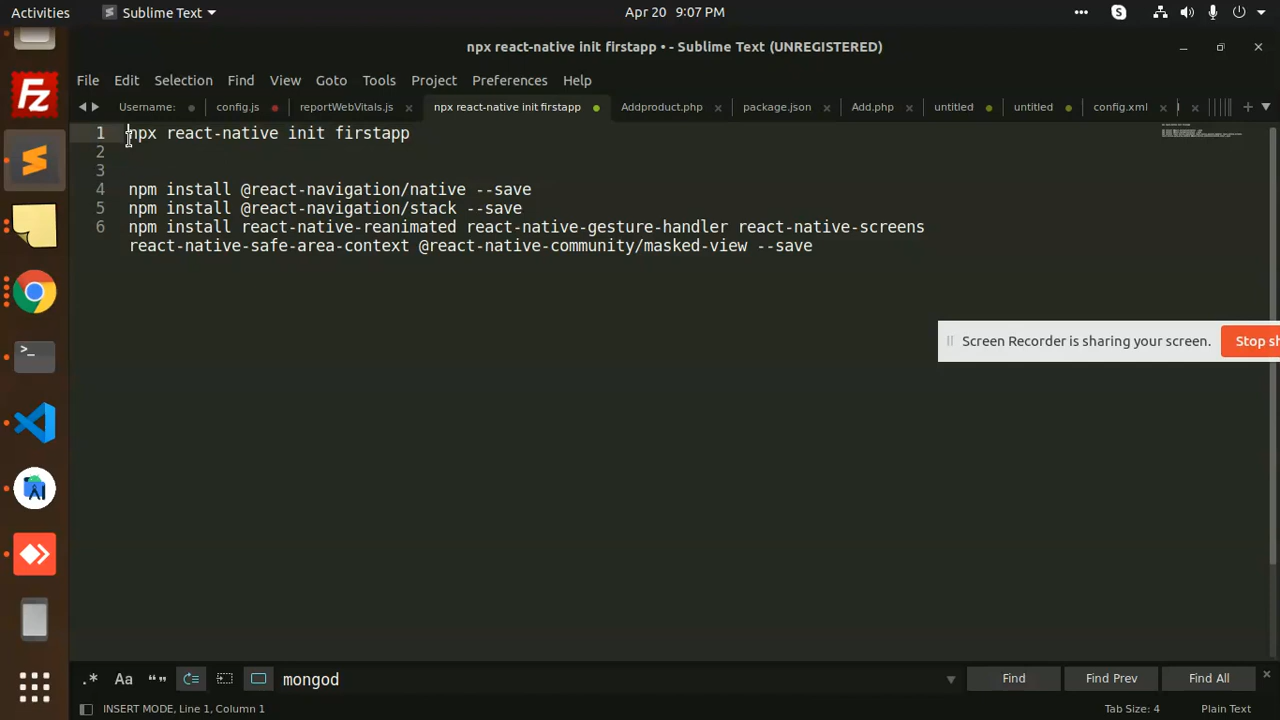 Activities
Sublime Text
Apr 20 9:07 PM
npx react-native init firstapp • - Sublime Text (UNREGISTERED)
File Edit Selection Find View Goto Tools Project Preferences Help
Username: config.js reportWebVitals.js npx react-native init firstapp Addproduct.php package.json Add.php untitled untitled config.xml
1 npx react-native init firstapp
2
3
4 npm install @react-navigation/native --save
5 npm install @react-navigation/stack --save
6 npm install react-native-reanimated react-native-gesture-handler react-native-screens
react-native-safe-area-context @react-native-community/masked-view --save
Screen Recorder is sharing your screen. Stop sh
.* Aa “” mongod Find Find Prev Find All
INSERT MODE, Line 1, Column 1 Tab Size: 4 Plain Text